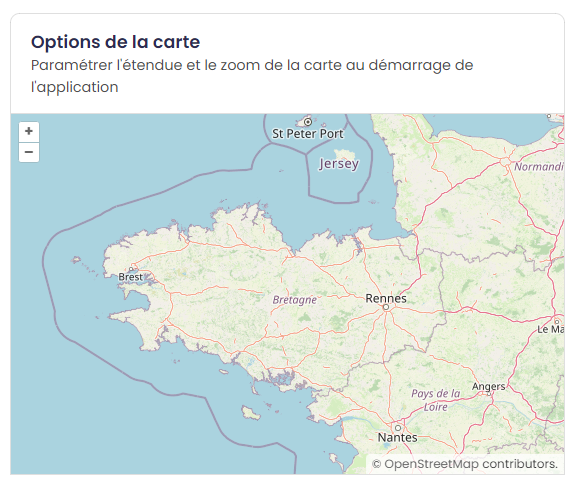 Options de la carte
Paramétrer l'étendue et le zoom de la carte au démarrage de
l'application
+
−
St Peter Port
Jersey
Normandi
Brest
Bretagne
Rennes
Le Ma
Angers
Pays de la
Loire
Nantes
© OpenStreetMap contributors.